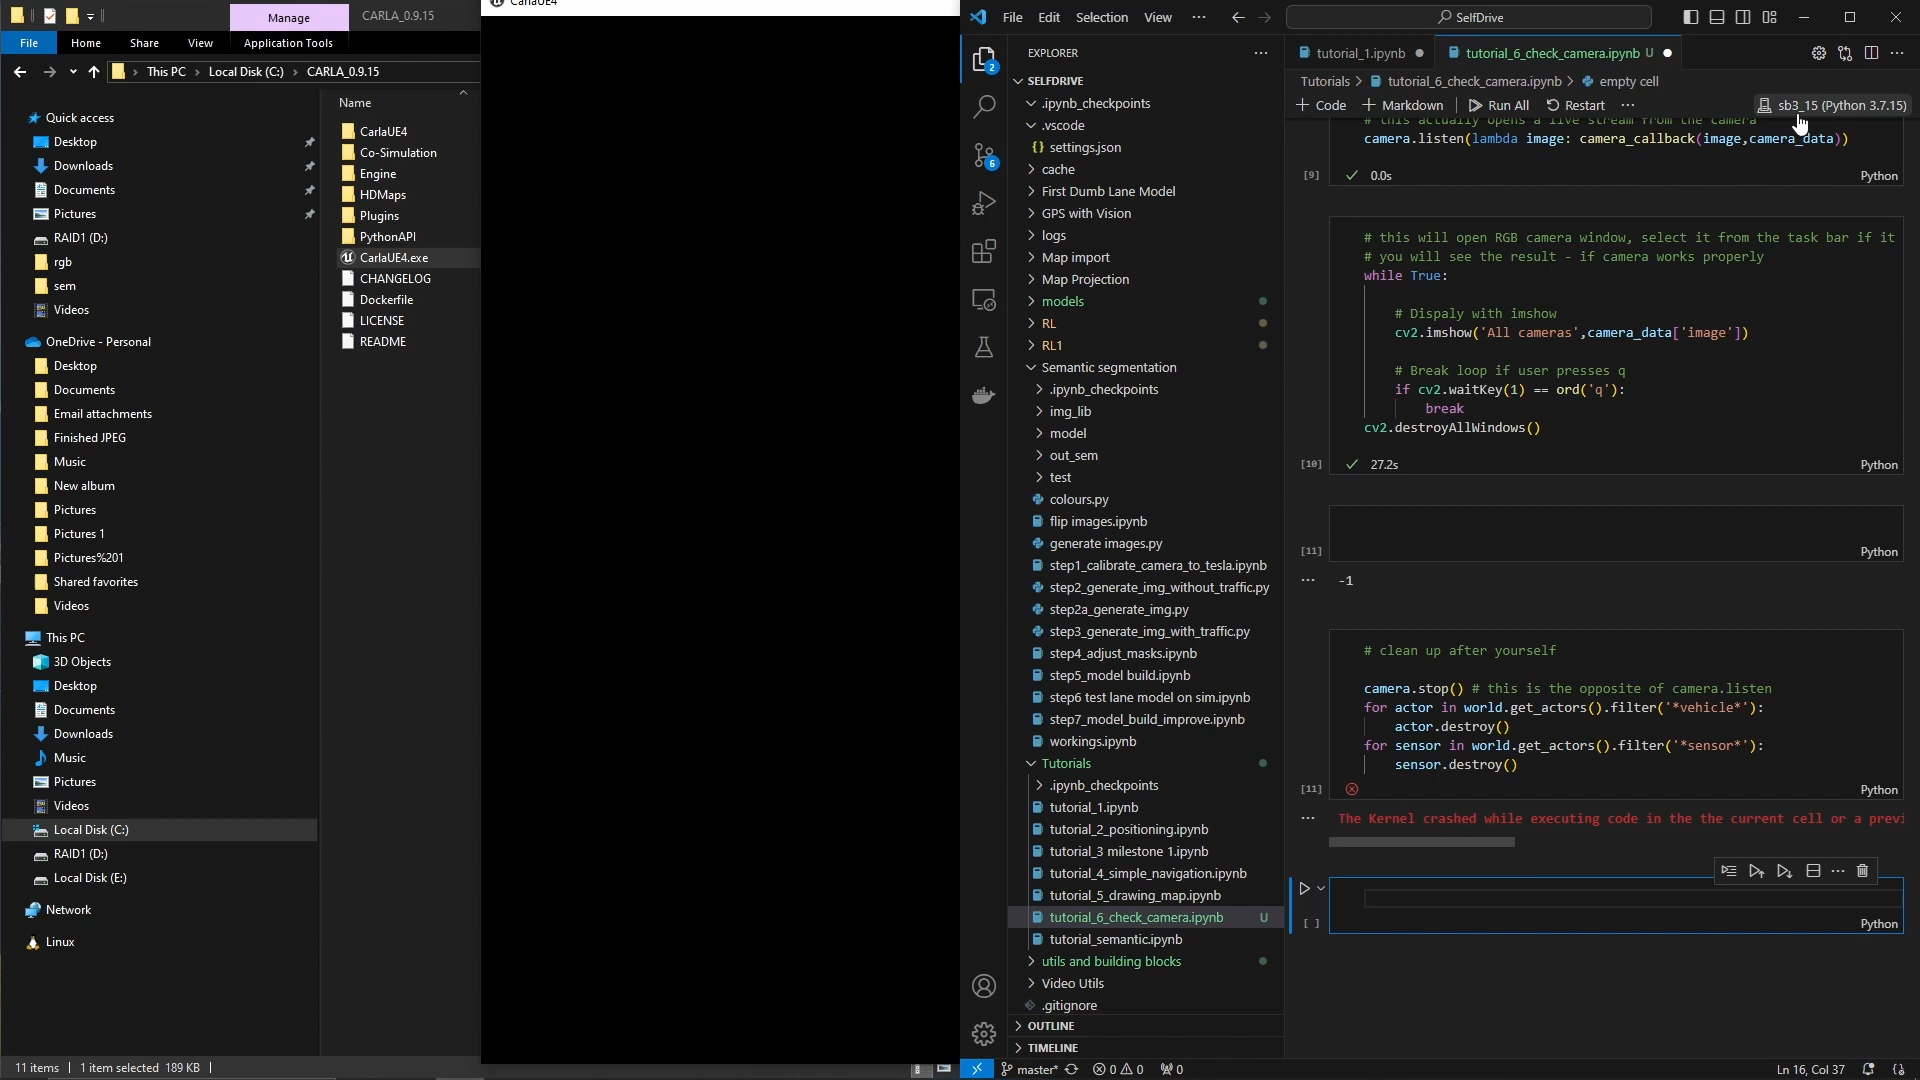 Manage
CARLA_0.9.15
File
Home
Share
View
Application Tools
This PC
Local Disk (C:)
CARLA_0.9.15
Quick access
Desktop
Downloads
Documents
Pictures
RAID1 (D:)
rgb
sem
Videos
OneDrive - Personal
Desktop
Documents
Email attachments
Finished JPEG
Music
New album
Pictures
Pictures 1
Pictures%201
Shared favorites
Videos
This PC
3D Objects
Desktop
Documents
Downloads
Music
Pictures
Videos
Local Disk (C:)
RAID1 (D:)
Local Disk (E:)
Network
Linux
Name
CarlaUE4
Co-Simulation
Engine
HDMaps
Plugins
PythonAPI
CarlaUE4.exe
CHANGELOG
Dockerfile
LICENSE
README
11 items
1 item selected 189 KB
CarlaUE4
File
Edit
Selection
View
SelfDrive
2
6
EXPLORER
SELFDRIVE
.ipynb_checkpoints
.vscode
{} settings.json
cache
First Dumb Lane Model
GPS with Vision
logs
Map import
Map Projection
models
RL
RL1
Semantic segmentation
.ipynb_checkpoints
img_lib
model
out_sem
test
colours.py
flip images.ipynb
generate images.py
step1_calibrate_camera_to_tesla.ipynb
step2_generate_img_without_traffic.py
step2a_generate_img.py
step3_generate_img_with_traffic.py
step4_adjust_masks.ipynb
step5_model build.ipynb
step6 test lane model on sim.ipynb
step7_model_build_improve.ipynb
workings.ipynb
Tutorials
.ipynb_checkpoints
tutorial_1.ipynb
tutorial_2_positioning.ipynb
tutorial_3 milestone 1.ipynb
tutorial_4_simple_navigation.ipynb
tutorial_5_drawing_map.ipynb
tutorial_6_check_camera.ipynb U
tutorial_semantic.ipynb
utils and building blocks
Video Utils
.gitignore
OUTLINE
TIMELINE
tutorial_1.ipynb
tutorial_6_check_camera.ipynb U
Tutorials > tutorial_6_check_camera.ipynb > empty cell
+ Code
+ Markdown
Run All
Restart
sb3_15 (Python 3.7.15)
# this actually opens a live stream from the camera
camera.listen(lambda image: camera_callback(image,camera_data))
[9]
0.0s
Python
# this will open RGB camera window, select it from the task bar if it
# you will see the result - if camera works properly
while True:
# Dispaly with imshow
cv2.imshow('All cameras',camera_data['image'])
# Break loop if user presses q
if cv2.waitKey(1) == ord('q'):
break
cv2.destroyAllWindows()
[10]
27.2s
Python
[11]
Python
-1
# clean up after yourself
camera.stop() # this is the opposite of camera.listen
for actor in world.get_actors().filter('*vehicle*'):
actor.destroy()
for sensor in world.get_actors().filter('*sensor*'):
sensor.destroy()
[11]
Python
The Kernel crashed while executing code in the the current cell or a previ
[ ]
Python
master*
0
0
0
Ln 16, Col 37